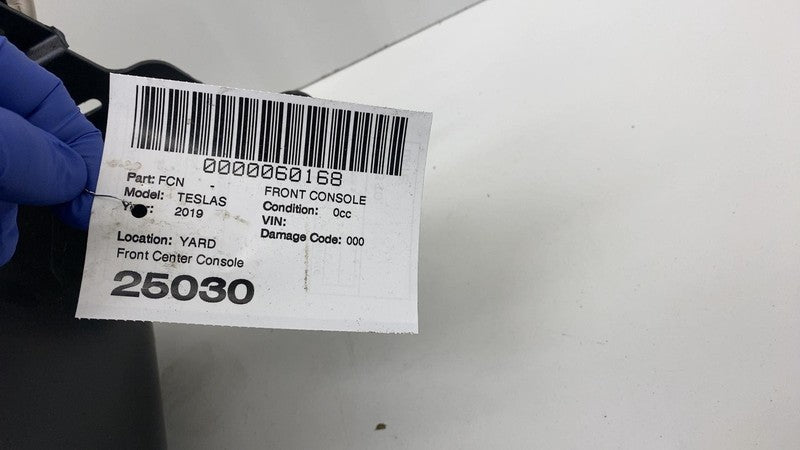 0000060168
Part: FCN FRONT CONSOLE
Model: TESLAS Condition: 0cc
2019 VIN:
Location: YARD Damage Code: 000
Front Center Console
25030